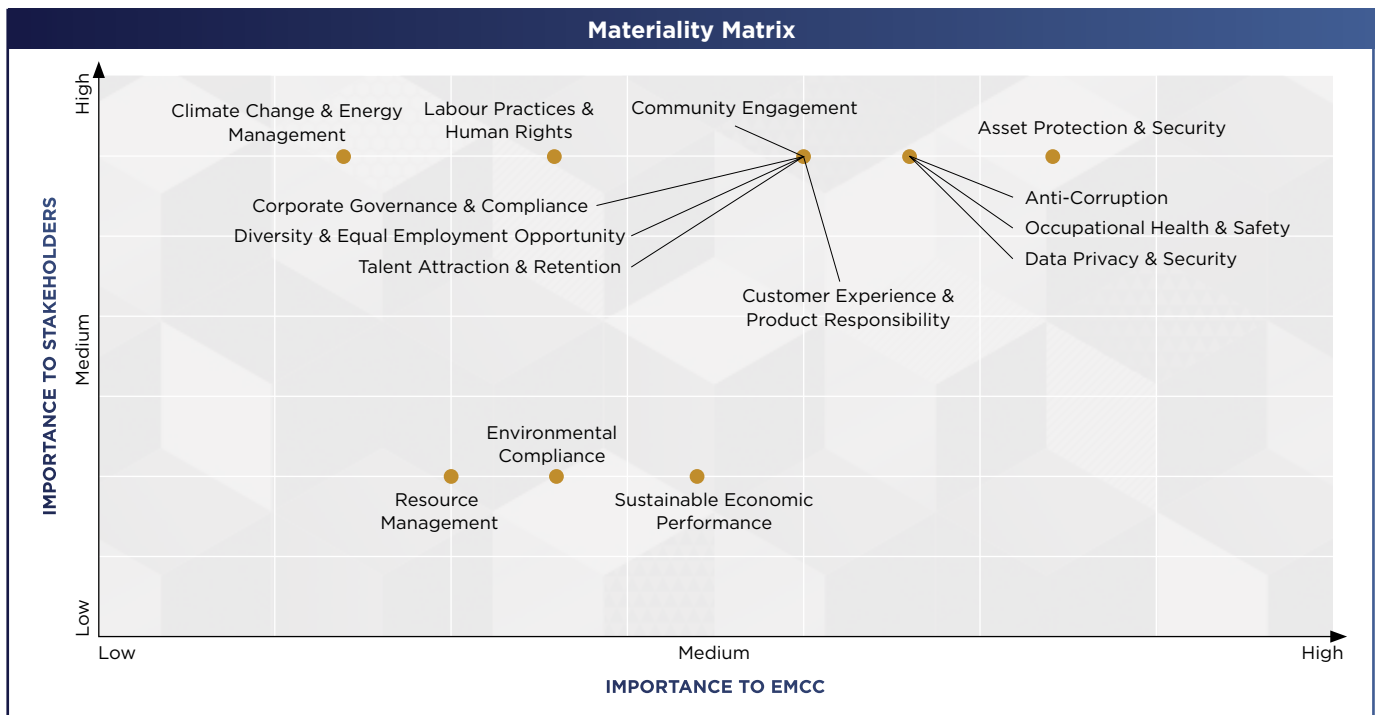 Materiality Matrix
High
Climate Change & Energy
Management
Labour Practices &
Human Rights
Community Engagement
Asset Protection & Security
Corporate Governance & Compliance
Diversity & Equal Employment Opportunity
Talent Attraction & Retention
Anti-Corruption
Occupational Health & Safety
Data Privacy & Security
Customer Experience &
Product Responsibility
IMPORTANCE TO STAKEHOLDERS
Medium
Environmental
Compliance
Resource
Management
Sustainable Economic
Performance
Low
Low
Medium
High
IMPORTANCE TO EMCC